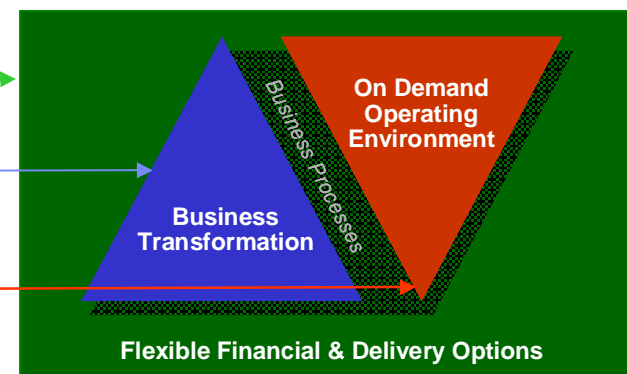 On Demand
Operating
Environment
Business Processes
Business
Transformation
Flexible Financial & Delivery Options